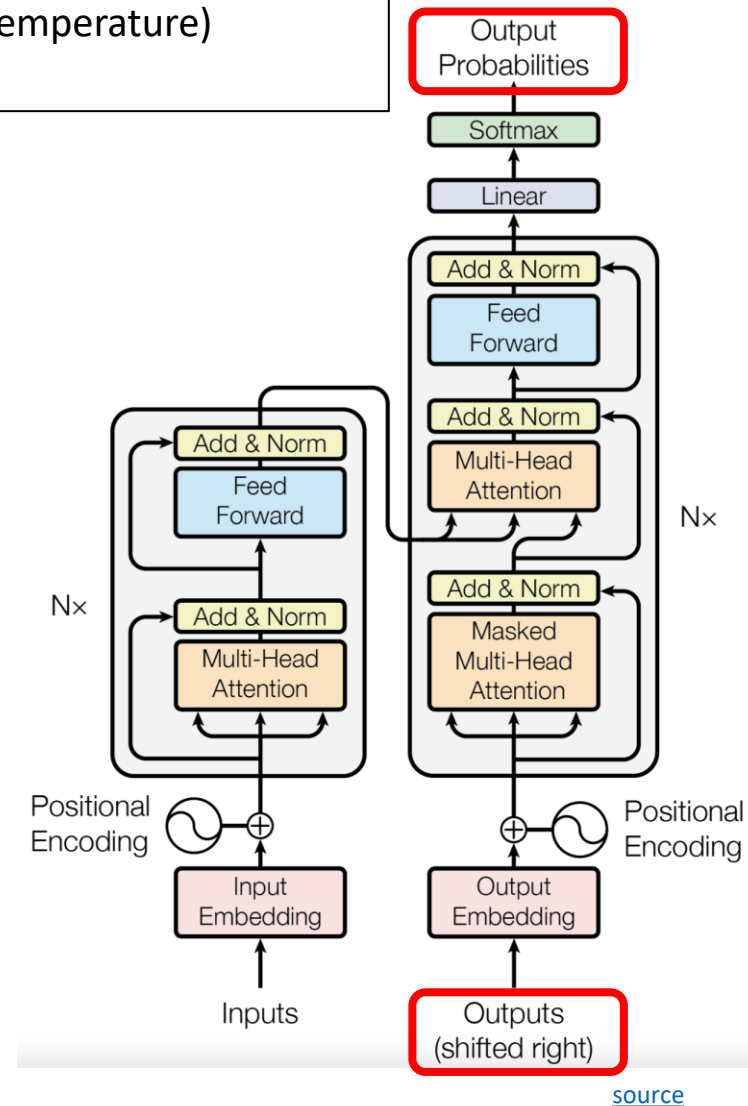 emperature)
Output
Probabilities
Softmax
Linear
Add & Norm
Feed
Forward
Add & Norm
Multi-Head
Attention
N×
Add & Norm
Masked
Multi-Head
Attention
Add & Norm
Feed
Forward
N×
Add & Norm
Multi-Head
Attention
Positional
Encoding
Positional
Encoding
Input
Embedding
Output
Embedding
Inputs
Outputs
(shifted right)
source